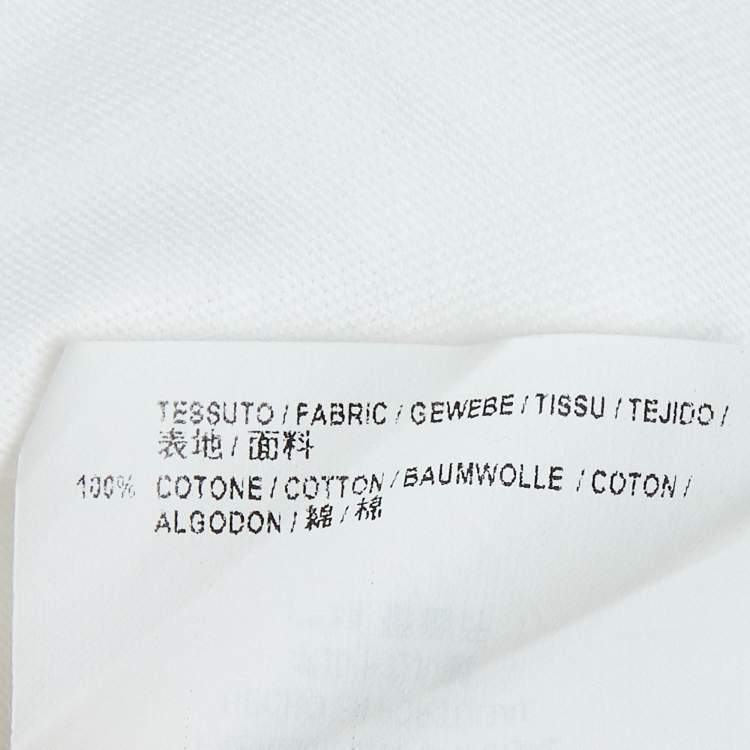 TESSUTO / FABRIC / GEWEBE / TISSU / TEJIDO /
表地 / 面料
100% COTONE / COTTON / BAUMWOLLE / COTON /
ALGODON / 綿 / 棉